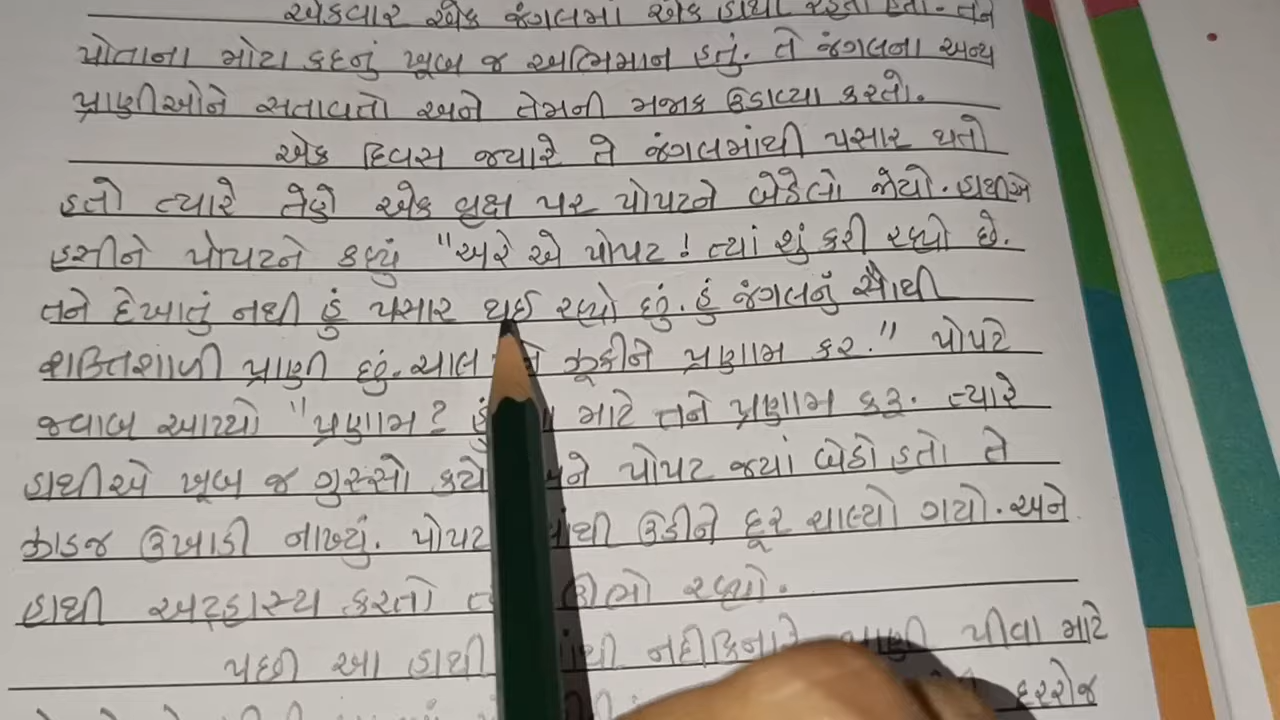 એકવાર એક જંગલમાં એક હાથી રહેતો હતો. તેને
પોતાના મોટા કદનું ખૂબ જ અભિમાન હતું. તે જંગલના અન્ય
પ્રાણીઓને સતાવતો અને તેમની મજાક ઉડાવ્યા કરતો.
એક દિવસ જ્યારે તે જંગલમાંથી પસાર થતો
હતો ત્યારે તેણે એક વૃક્ષ પર પોપટને બેઠેલો જોયો. હાથીએ
હસીને પોપટને કહ્યું "અરે એ પોપટ! ત્યાં શું કરી રહ્યો છે.
તને દેખાતું નથી હું પસાર થઈ રહ્યો છું. હું જંગલનું સૌથી
શક્તિશાળી પ્રાણી છું. ચાલ ઝૂકીને પ્રણામ કર." પોપટે
જવાબ આપ્યો "પ્રણામ? હું માટે તને પ્રણામ કરુ. ત્યારે
હાથીએ ખૂબ જ ગુસ્સો પોપટ જ્યાં બેઠો હતો તે
ઝાડજ ઉખાડી નાખ્યું. પોપટ ઉડીને દૂર ચાલ્યો ગયો. અને
હાથી અટ્હાસ્ય કરતો ઊભો રહ્યો.
પછી આ હાથી નદીકિનારે પાણી પીવા માટે
દરરોજ